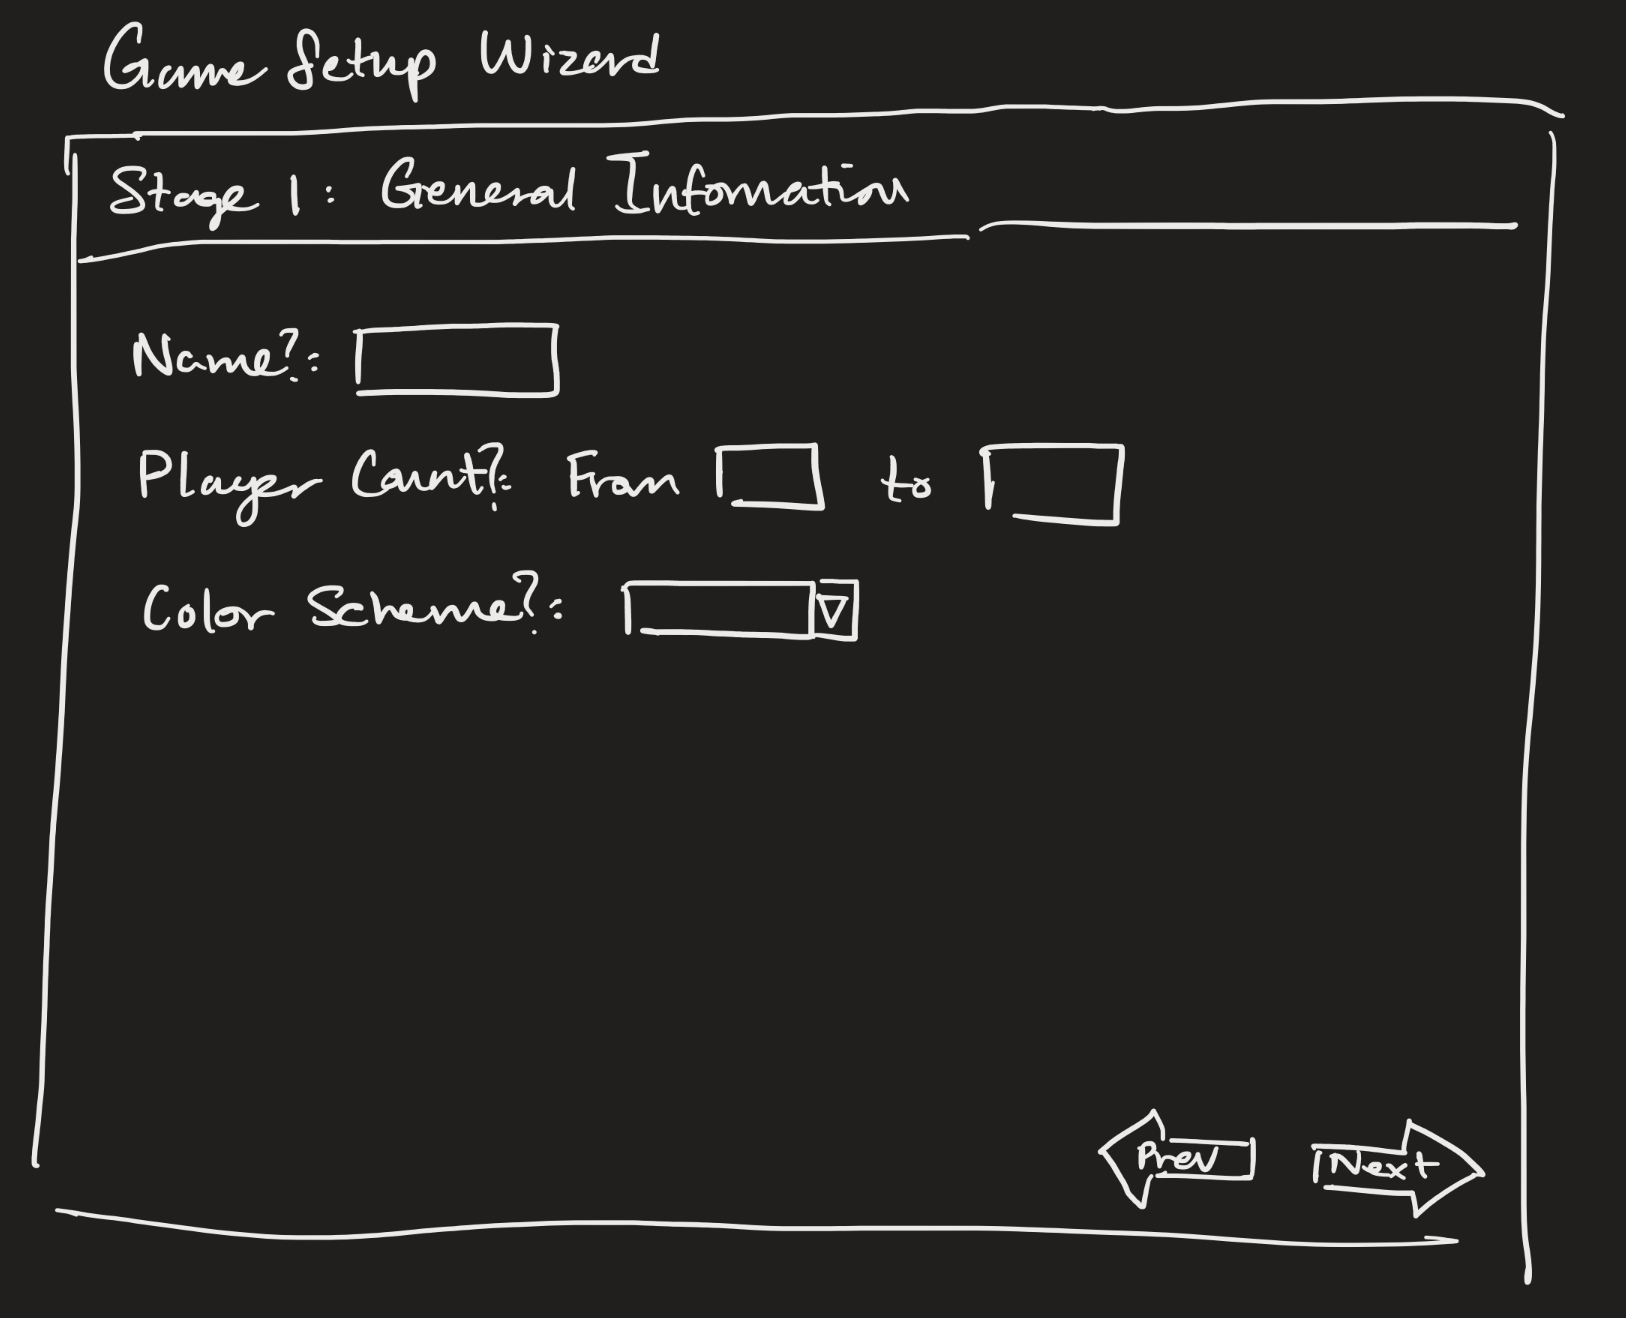 Game Setup Wizard
Stage 1: General Infomation
Name?:
Player Count?: From to
Color Scheme?:
Prev Next